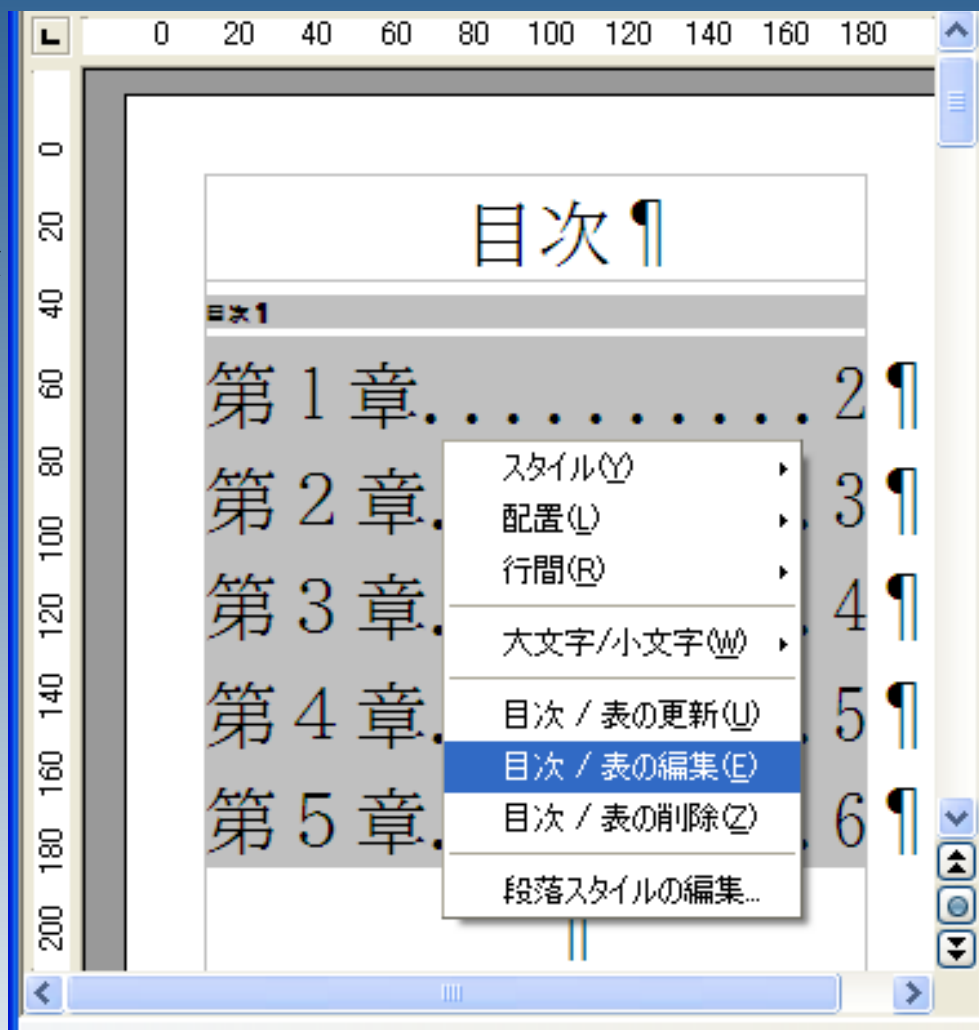 0 20 40 60 80 100 120 140 160 180
0
20
40
60
80
100
120
140
160
180
200
目次¶
目次¶
第1章..........2¶
第2章. .3¶
第3章. .4¶
第4章. .5¶
第5章. .6¶
¶
スタイル(Y)
配置(L)
行間(R)
大文字/小文字(W)
目次 / 表の更新(U)
目次 / 表の編集(E)
目次 / 表の削除(Z)
段落スタイルの編集...